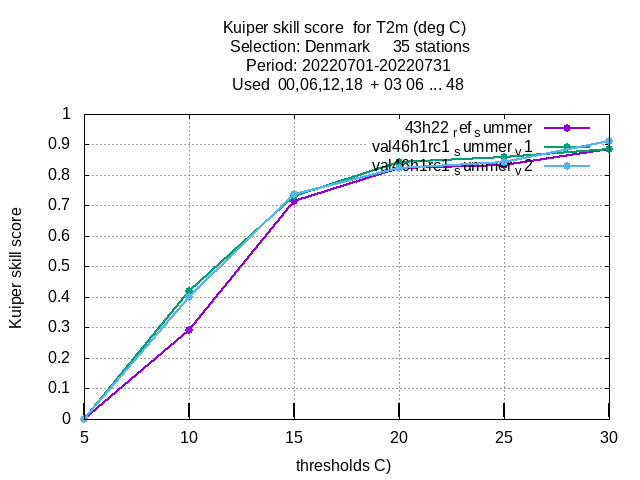 Kuiper skill score  for T2m (deg C)
Selection: Denmark     35 stations
Period: 20220701-20220731
Used  00,06,12,18  + 03 06 ... 48
1
0.9
0.8
0.7
0.6
0.5
0.4
0.3
0.2
0.1
0
Kuiper skill score
43h22 ref summer
val46h1rc1 summer v1
val46h1rc1 summer v2
5 10 15 20 25 30
thresholds C)